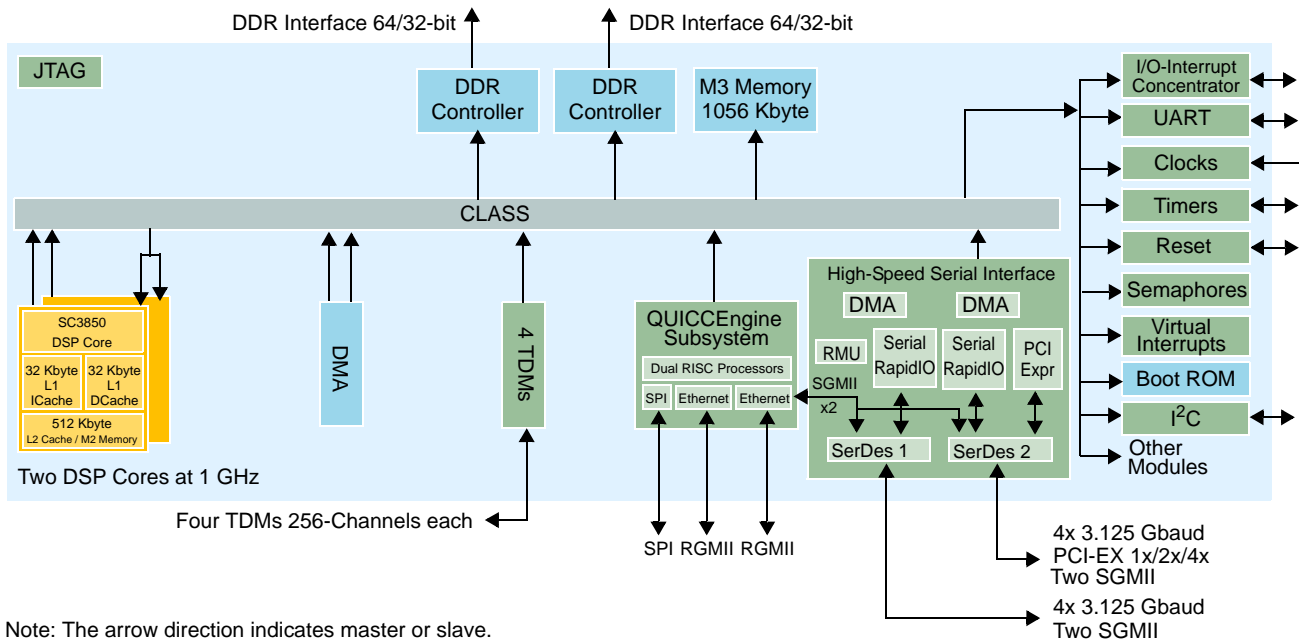 DDR Interface 64/32-bit
DDR Interface 64/32-bit
JTAG
DDR
Controller
DDR
Controller
M3 Memory
1056 Kbyte
I/O-Interrupt
Concentrator
UART
Clocks
Timers
Reset
Semaphores
Virtual
Interrupts
Boot ROM
I²C
Other
Modules
CLASS
SC3850
DSP Core
32 Kbyte
L1
ICache
32 Kbyte
L1
DCache
512 Kbyte
L2 Cache / M2 Memory
Two DSP Cores at 1 GHz
DMA
4 TDMs
Four TDMs 256-Channels each
QUICCEngine
Subsystem
Dual RISC Processors
SPI
Ethernet
Ethernet
SPI
RGMII
RGMII
High-Speed Serial Interface
DMA
DMA
RMU
Serial
RapidIO
Serial
RapidIO
PCI
Expr
SGMII
x2
SerDes 1
SerDes 2
4x 3.125 Gbaud
PCI-EX 1x/2x/4x
Two SGMII
4x 3.125 Gbaud
Two SGMII
Note: The arrow direction indicates master or slave.